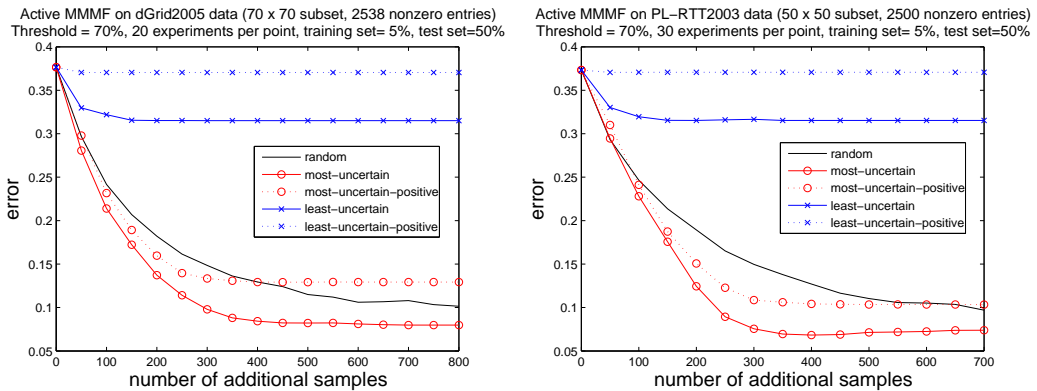 Active MMMF on dGrid2005 data (70 x 70 subset, 2538 nonzero entries)
Threshold = 70%, 20 experiments per point, training set= 5%, test set=50%
0.4
0.35
0.3
0.25
0.2
0.15
0.1
0.05
error
0 100 200 300 400 500 600 700 800
number of additional samples
random
most−uncertain
most−uncertain−positive
least−uncertain
least−uncertain−positive
Active MMMF on PL−RTT2003 data (50 x 50 subset, 2500 nonzero entries)
Threshold = 70%, 30 experiments per point, training set= 5%, test set=50%
0.4
0.35
0.3
0.25
0.2
0.15
0.1
0.05
error
0 100 200 300 400 500 600 700
number of additional samples
random
most−uncertain
most−uncertain−positive
least−uncertain
least−uncertain−positive